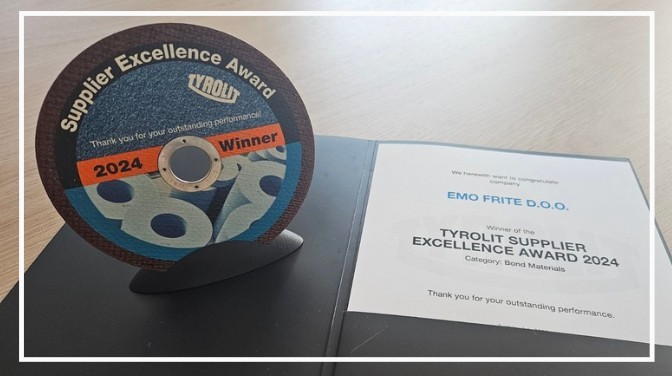 Supplier Excellence Award
TYROLIT
Thank you for your outstanding performance!
2024 Winner
We herewith want to congratulate
company
EMO FRITE D.O.O.
Winner of the
TYROLIT SUPPLIER
EXCELLENCE AWARD 2024
Category: Bond Materials
Thank you for your outstanding performance.